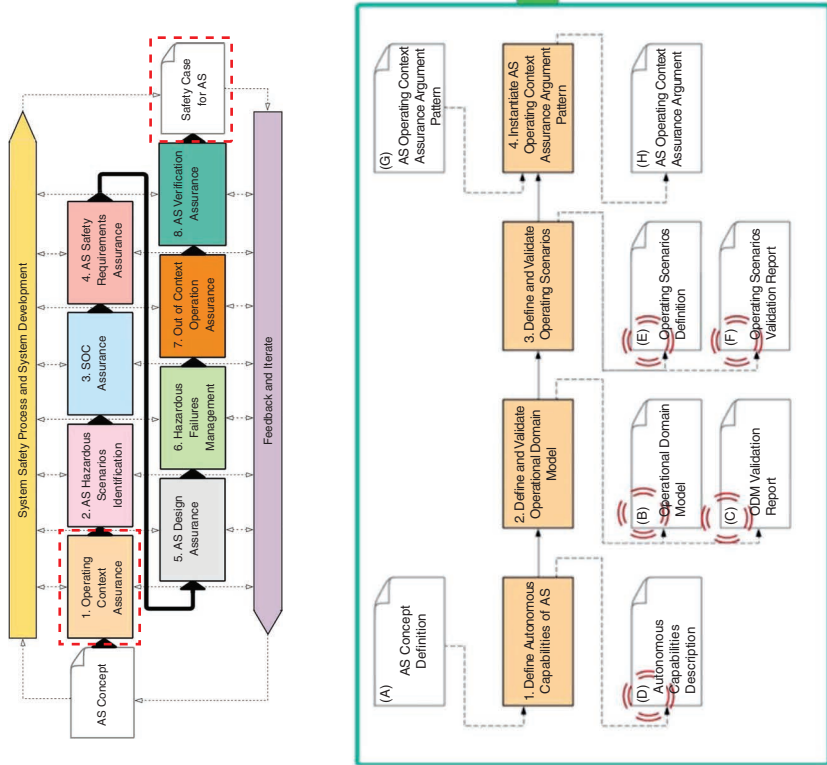 System Safety Process and System Development
AS Concept
1. Operating
Context
Assurance
2. AS Hazardous
Scenarios
Identification
3. SOC
Assurance
4. AS Safety
Requirements
Assurance
5. AS Design
Assurance
6. Hazardous
Failures
Management
7. Out of Context
Operation
Assurance
8. AS Verification
Assurance
Safety Case
for AS
Feedback and Iterate
(A)
AS Concept
Definition
(G)
AS Operating Context
Assurance Argument
Pattern
1. Define Autonomous
Capabilities of AS
2. Define and Validate
Operational Domain
Model
3. Define and Validate
Operating Scenarios
4. Instantiate AS
Operating Context
Assurance Argument
Pattern
(D)
Autonomous
Capabilities
Description
(B)
Operational Domain
Model
(C)
ODM Validation
Report
(E)
Operating Scenarios
Definition
(F)
Operating Scenarios
Validation Report
(H)
AS Operating Context
Assurance Argument